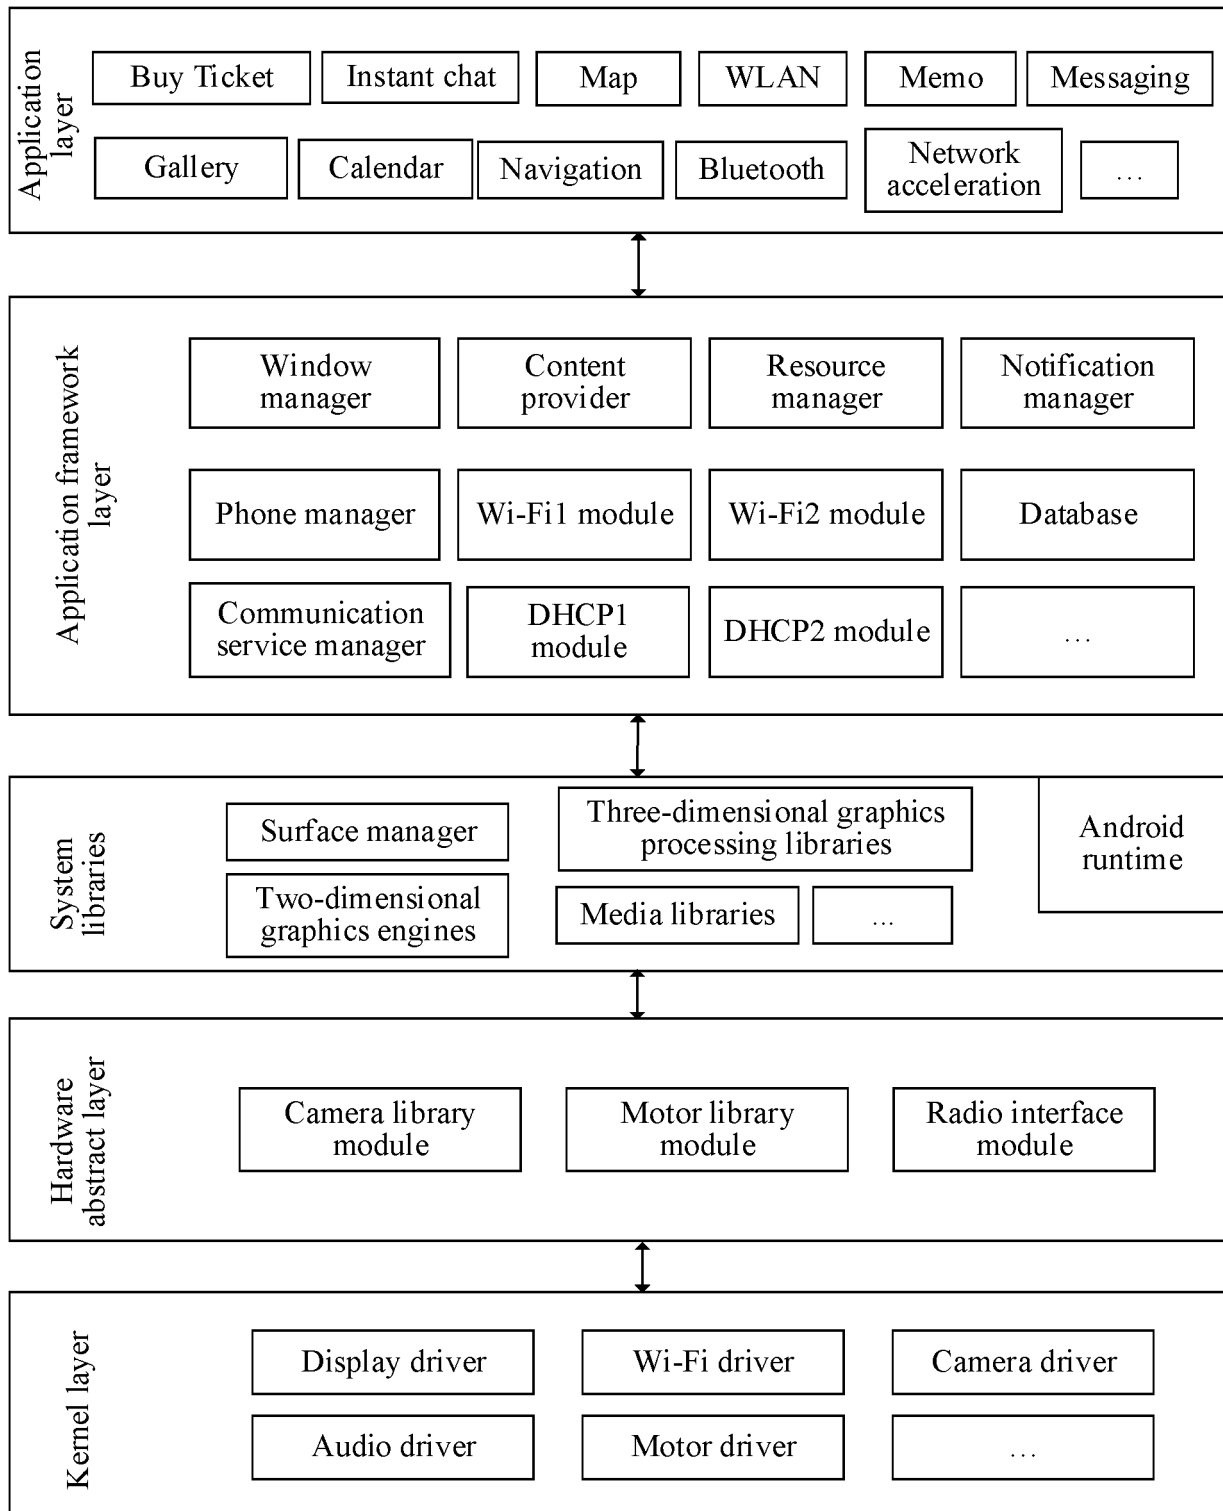 Application
layer
Buy Ticket
Instant chat
Map
WLAN
Memo
Messaging
Gallery
Calendar
Navigation
Bluetooth
Network
acceleration
...
Application framework
layer
Window
manager
Content
provider
Resource
manager
Notification
manager
Phone manager
Wi-Fi1 module
Wi-Fi2 module
Database
Communication
service manager
DHCP1
module
DHCP2 module
...
System
libraries
Surface manager
Three-dimensional graphics
processing libraries
Android
runtime
Two-dimensional
graphics engines
Media libraries
...
Hardware
abstract layer
Camera library
module
Motor library
module
Radio interface
module
Kernel layer
Display driver
Wi-Fi driver
Camera driver
Audio driver
Motor driver
...